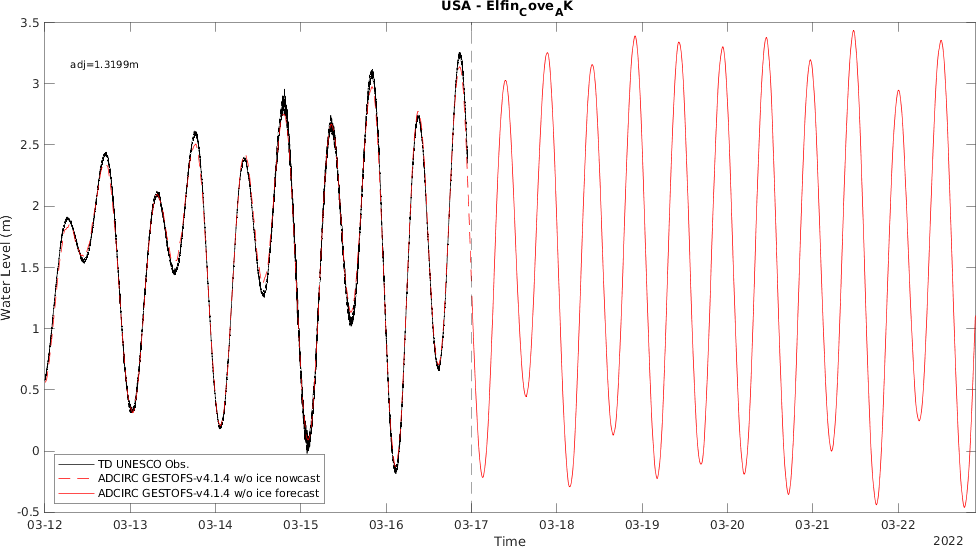 USA - ElfinCoveAK
adj=1.3199m
3.5
3
2.5
2
1.5
1
0.5
0
-0.5
Water Level (m)
TD UNESCO Obs.
ADCIRC GESTOFS-v4.1.4 w/o ice nowcast
ADCIRC GESTOFS-v4.1.4 w/o ice forecast
03-12 03-13 03-14 03-15 03-16 03-17 03-18 03-19 03-20 03-21 03-22
Time
2022